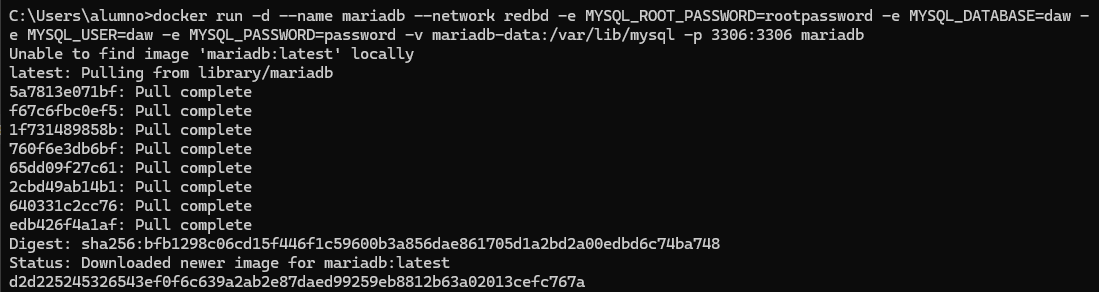 C:\Users\alumno>docker run -d --name mariadb --network redbd -e MYSQL_ROOT_PASSWORD=rootpassword -e MYSQL_DATABASE=daw -
e MYSQL_USER=daw -e MYSQL_PASSWORD=password -v mariadb-data:/var/lib/mysql -p 3306:3306 mariadb
Unable to find image 'mariadb:latest' locally
latest: Pulling from library/mariadb
5a7813e071bf: Pull complete
f67c6fbc0ef5: Pull complete
1f731489858b: Pull complete
760f6e3db6bf: Pull complete
65dd09f27c61: Pull complete
2cbd49ab14b1: Pull complete
640331c2cc76: Pull complete
edb426f4a1af: Pull complete
Digest: sha256:bfb1298c06cd15f446f1c59600b3a856dae861705d1a2bd2a00edbd6c74ba748
Status: Downloaded newer image for mariadb:latest
d2d225245326543ef0f6c639a2ab2e87daed99259eb8812b63a02013cefc767a